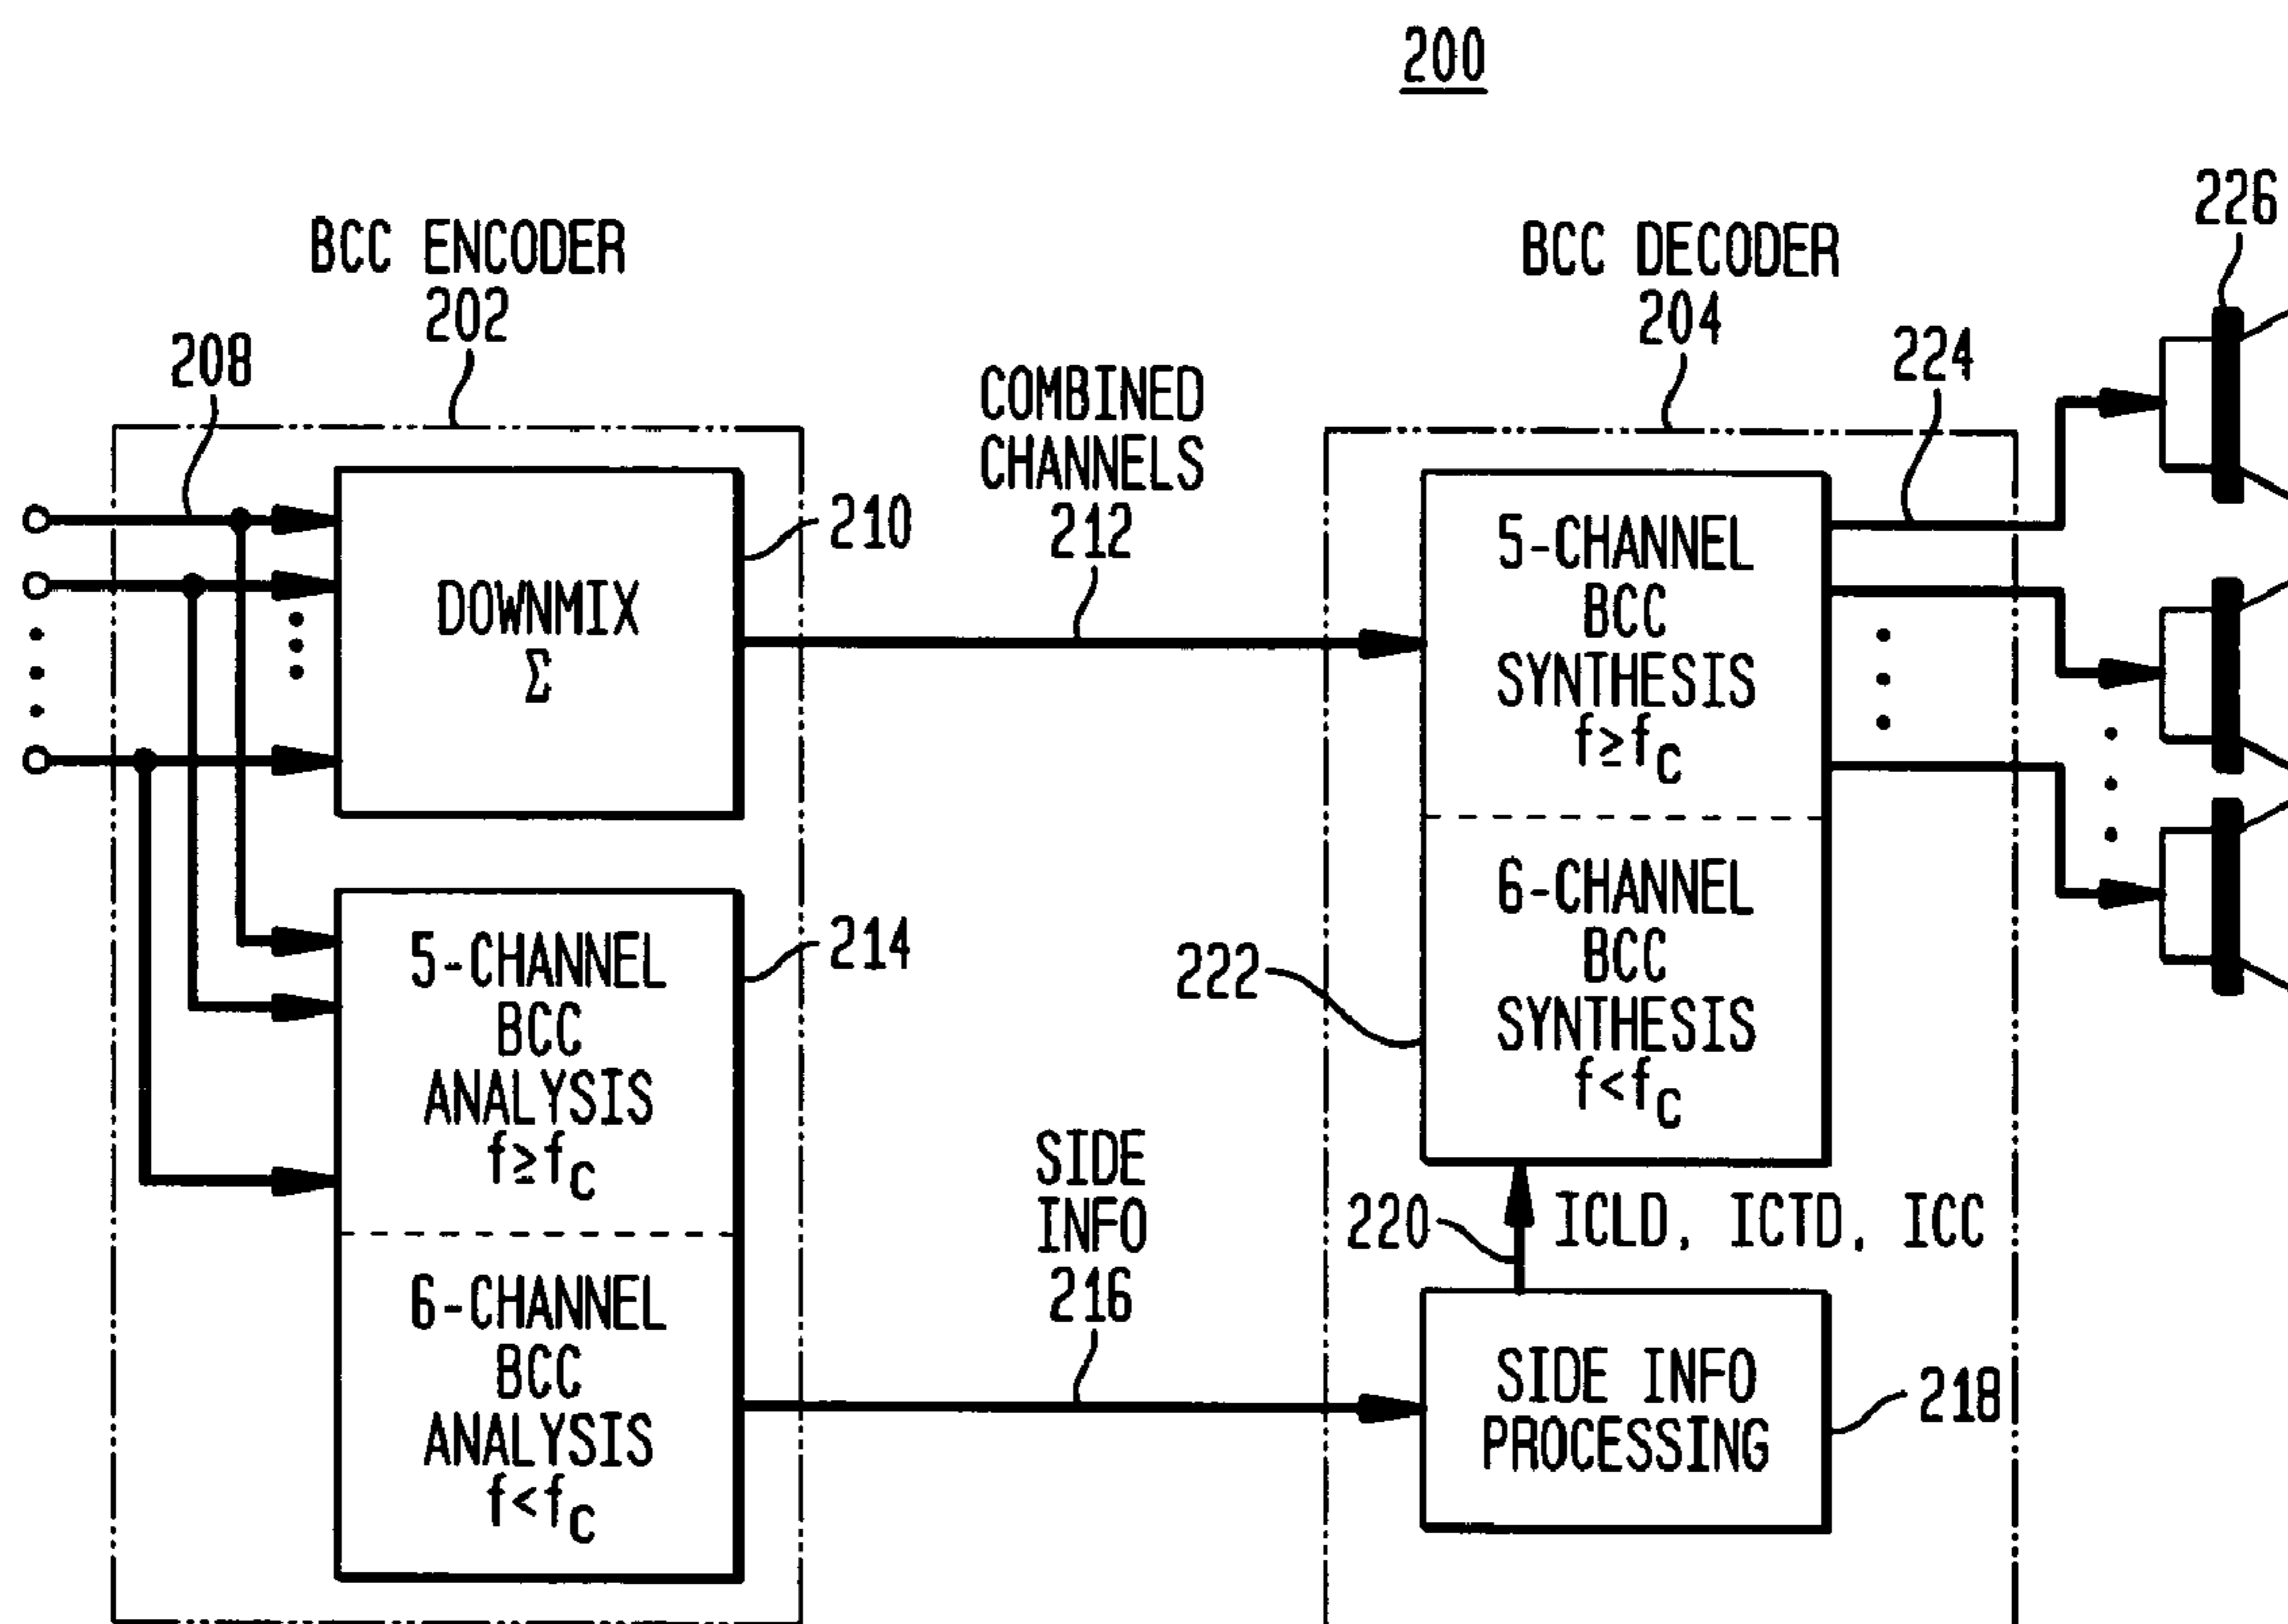 200
BCC ENCODER
202
208
DOWNMIX
Σ
210
COMBINED
CHANNELS
212
5-CHANNEL
BCC
ANALYSIS
f≥fc
6-CHANNEL
BCC
ANALYSIS
f<fc
214
SIDE
INFO
216
BCC DECODER
204
5-CHANNEL
BCC
SYNTHESIS
f≥fc
6-CHANNEL
BCC
SYNTHESIS
f<fc
222
224
226
220
ICLD, ICTD, ICC
SIDE INFO
PROCESSING
218